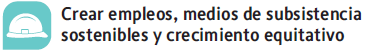 Crear empleos, medios de subsistencia
sostenibles y crecimiento equitativo